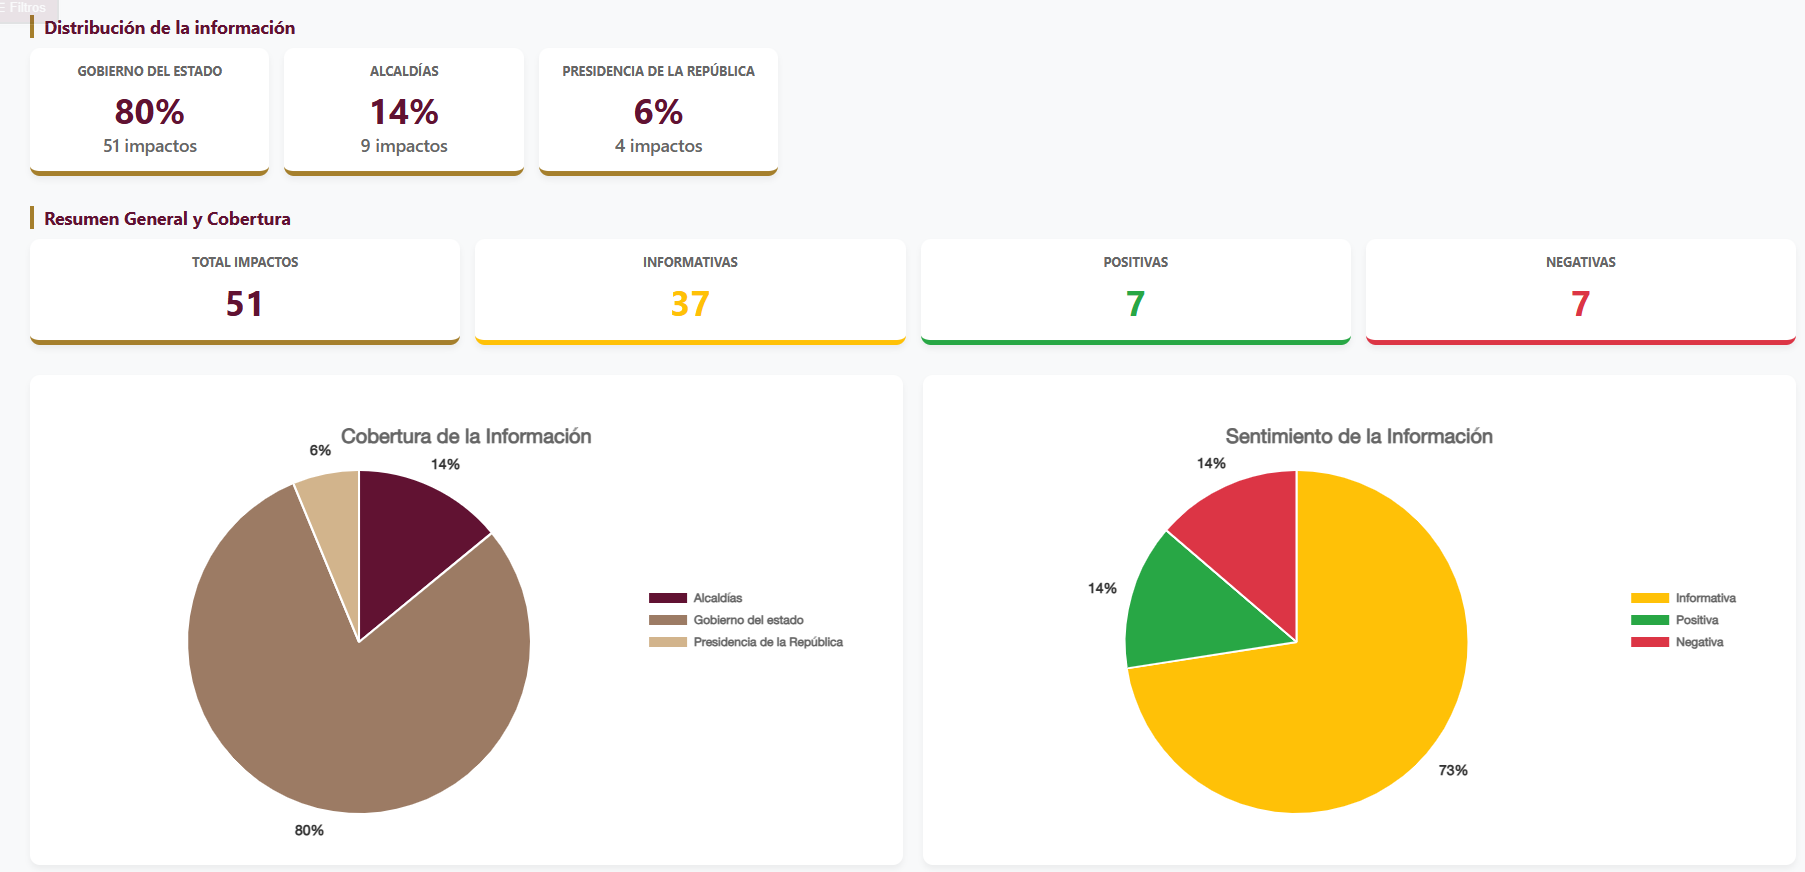 Filtros
Distribución de la información
GOBIERNO DEL ESTADO
80%
51 impactos
ALCALDÍAS
14%
9 impactos
PRESIDENCIA DE LA REPÚBLICA
6%
4 impactos
Resumen General y Cobertura
TOTAL IMPACTOS
51
INFORMATIVAS
37
POSITIVAS
7
NEGATIVAS
7
Cobertura de la Información
6%
14%
80%
Alcaldías
Gobierno del estado
Presidencia de la República
Sentimiento de la Información
14%
14%
73%
Informativa
Positiva
Negativa